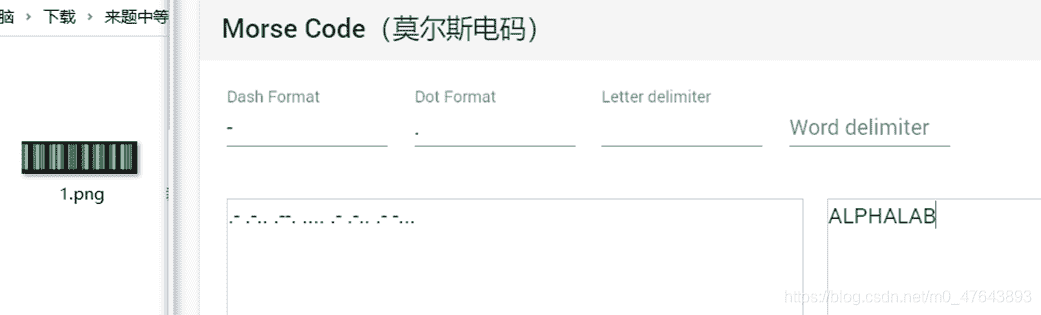 脑 › 下载 › 来题中等
Morse Code（莫尔斯电码）
Dash Format
Dot Format
Letter delimiter
-
.
Word delimiter
1.png
.- .-.. .--. .... .- .-.. .- -...
ALPHALAB
https://blog.csdn.net/m0_47643893